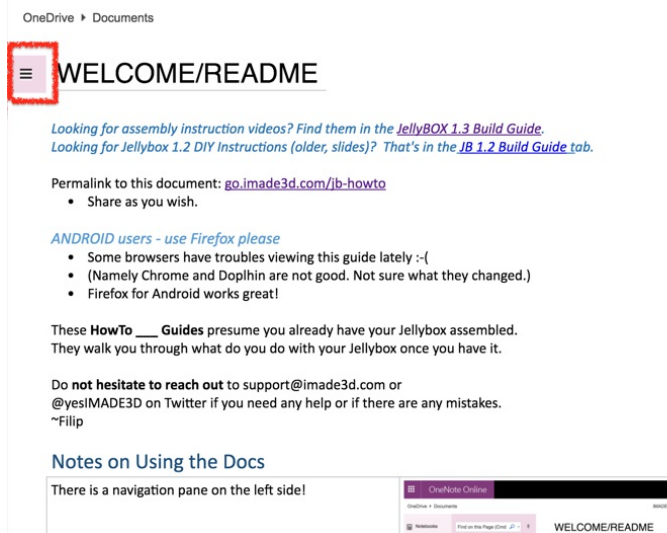 OneDrive ▸ Documents
WELCOME/README
Looking for assembly instruction videos? Find them in the JellyBOX 1.3 Build Guide.
Looking for Jellybox 1.2 DIY Instructions (older, slides)?  That's in the JB 1.2 Build Guide tab.
Permalink to this document: go.imade3d.com/jb-howto
• Share as you wish.
ANDROID users - use Firefox please
• Some browsers have troubles viewing this guide lately :-(
• (Namely Chrome and Doplhin are not good. Not sure what they changed.)
• Firefox for Android works great!
These HowTo ___ Guides presume you already have your Jellybox assembled.
They walk you through what do you do with your Jellybox once you have it.
Do not hesitate to reach out to support@imade3d.com or
@yesIMADE3D on Twitter if you need any help or if there are any mistakes.
~Filip
Notes on Using the Docs
There is a navigation pane on the left side!
OneNote Online
OneDrive ▸ Documents
IMADE
Notebooks
Find on this Page (Cmd
WELCOME/README